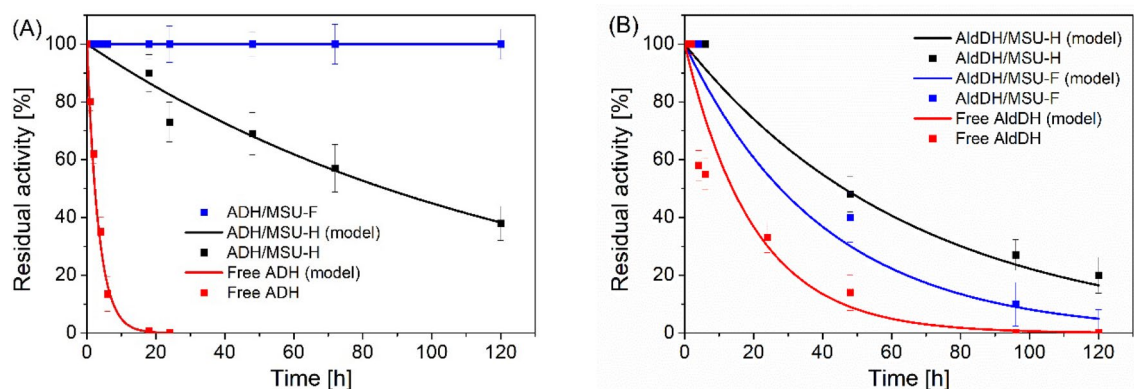 (A)
Residual activity [%]
100
80
60
40
20
0
ADH/MSU-F
ADH/MSU-H (model)
ADH/MSU-H
Free ADH (model)
Free ADH
0 20 40 60 80 100 120
Time [h]
(B)
Residual activity [%]
100
80
60
40
20
0
AldDH/MSU-H (model)
AldDH/MSU-H
AldDH/MSU-F (model)
AldDH/MSU-F
Free AldDH (model)
Free AldDH
0 20 40 60 80 100 120
Time [h]